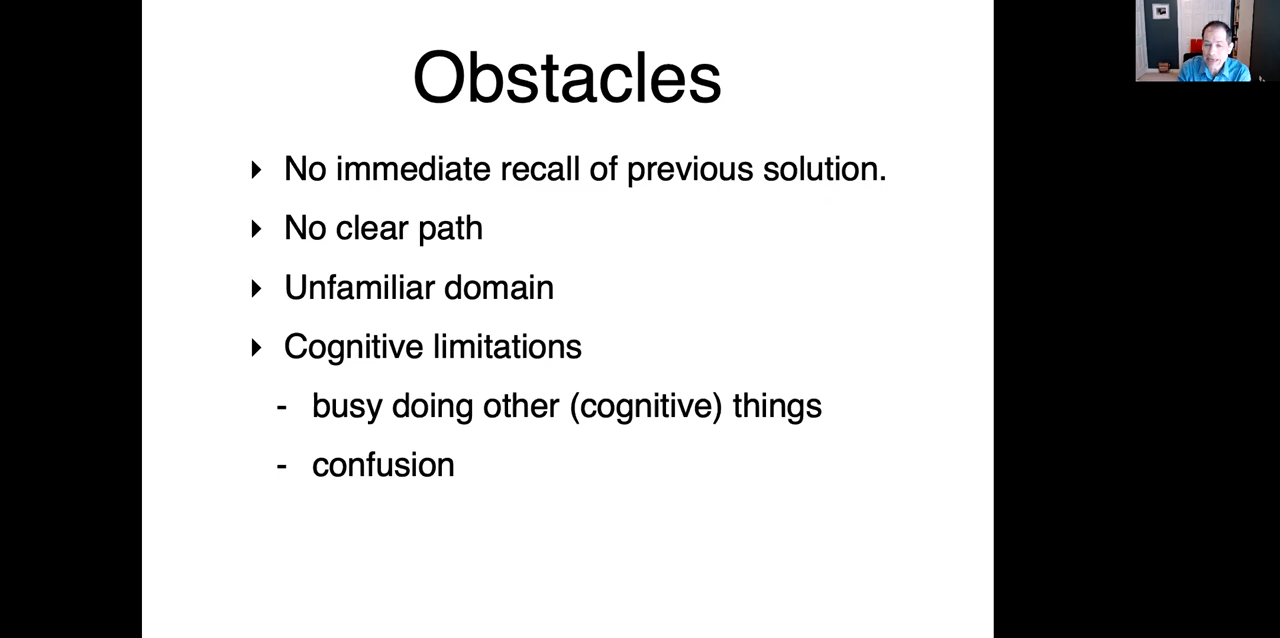 Obstacles
‣ No immediate recall of previous solution.
‣ No clear path
‣ Unfamiliar domain
‣ Cognitive limitations
- busy doing other (cognitive) things
- confusion